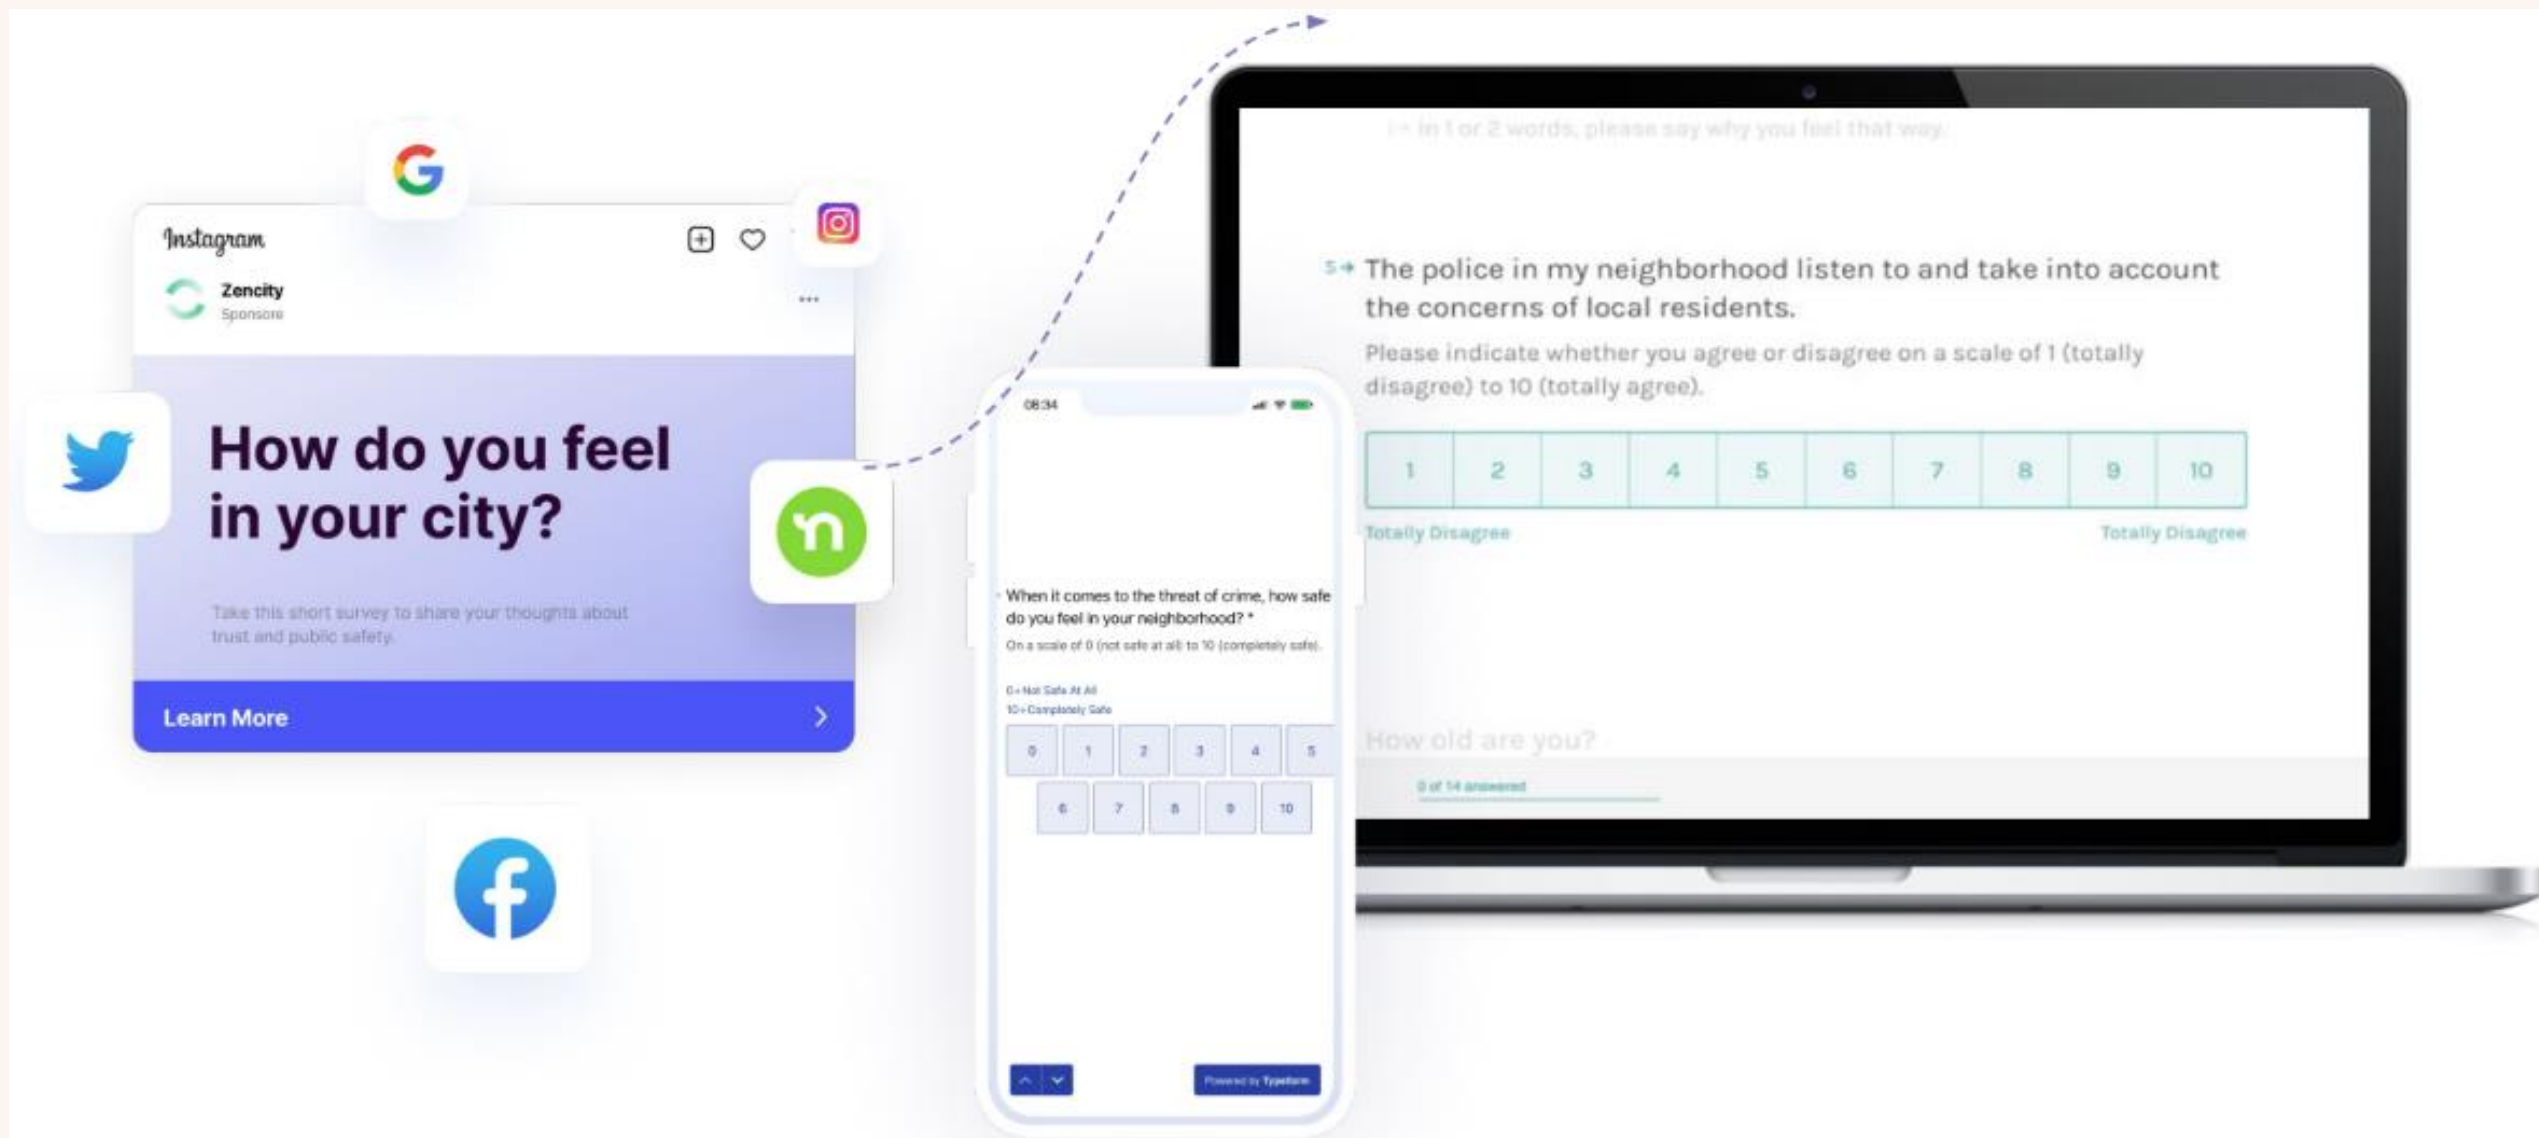 Instagram
Zencity
Sponsore
How do you feel
in your city?
Take this short survey to share your thoughts about
trust and public safety.
Learn More
08:34
When it comes to the threat of crime, how safe
do you feel in your neighborhood? *
On a scale of 0 (not safe at all) to 10 (completely safe).
0=Not Safe At All
10=Completely Safe
0 1 2 3 4 5
6 7 8 9 10
Powered by Typeform
in 1 or 2 words, please say why you feel that way.
5→ The police in my neighborhood listen to and take into account
the concerns of local residents.
Please indicate whether you agree or disagree on a scale of 1 (totally
disagree) to 10 (totally agree).
1 2 3 4 5 6 7 8 9 10
Totally Disagree Totally Disagree
How old are you?
0 of 14 answered